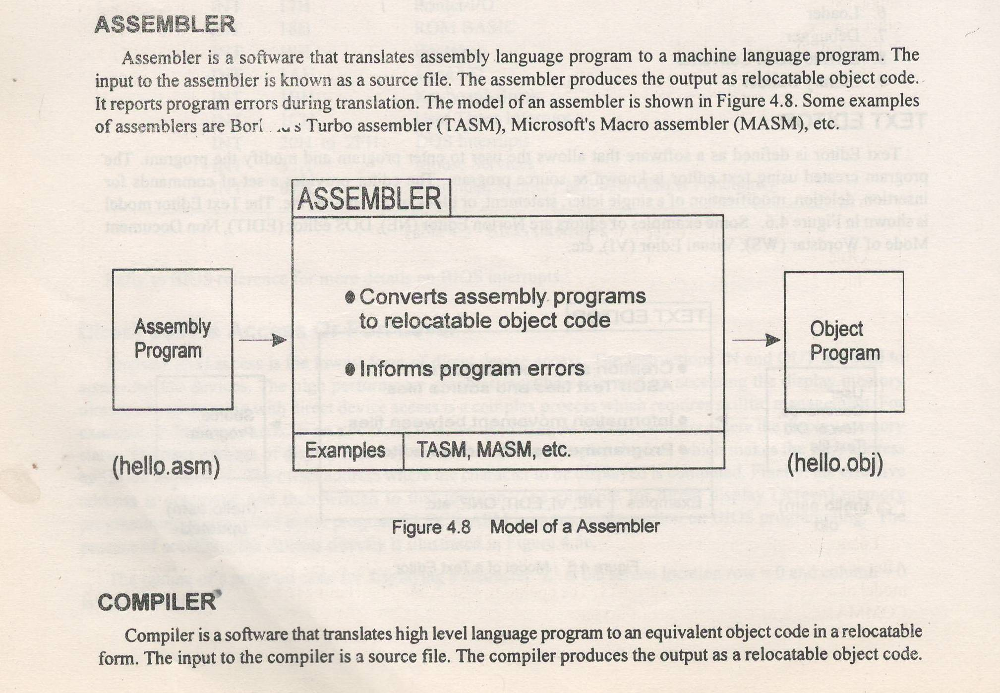 ASSEMBLER
Assembler is a software that translates assembly language program to a machine language program. The
input to the assembler is known as a source file. The assembler produces the output as relocatable object code.
It reports program errors during translation. The model of an assembler is shown in Figure 4.8. Some examples
of assemblers are Turbo assembler (TASM), Microsoft's Macro assembler (MASM), etc.
ASSEMBLER
Assembly
Program
(hello.asm)
• Converts assembly programs
to relocatable object code
• Informs program errors
Examples TASM, MASM, etc.
Object
Program
(hello.obj)
Figure 4.8 Model of a Assembler
COMPILER
Compiler is a software that translates high level language program to an equivalent object code in a relocatable
form. The input to the compiler is a source file. The compiler produces the output as a relocatable object code.